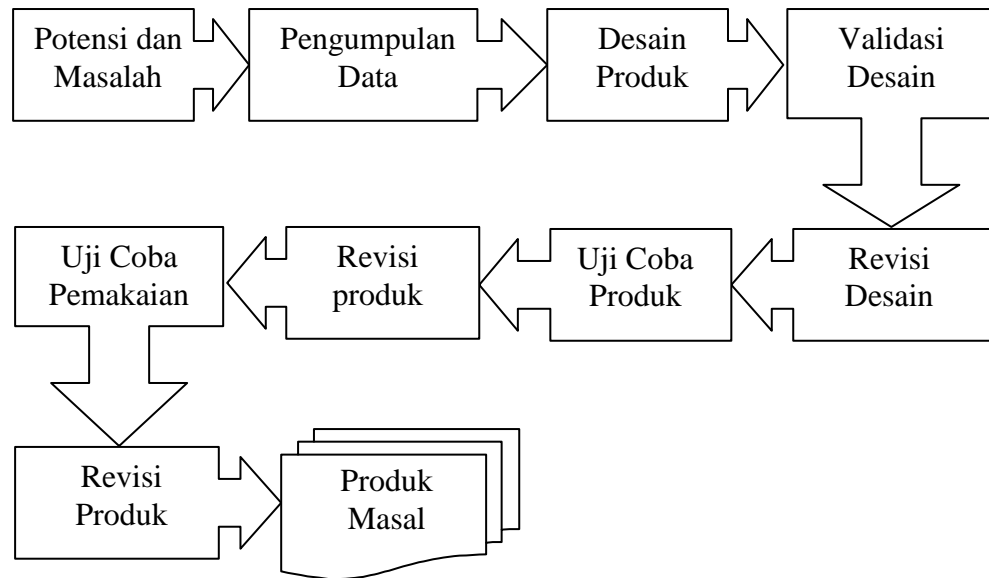 Potensi dan
Masalah
Pengumpulan
Data
Desain
Produk
Validasi
Desain
Revisi
Desain
Uji Coba
Produk
Revisi
produk
Uji Coba
Pemakaian
Revisi
Produk
Produk
Masal